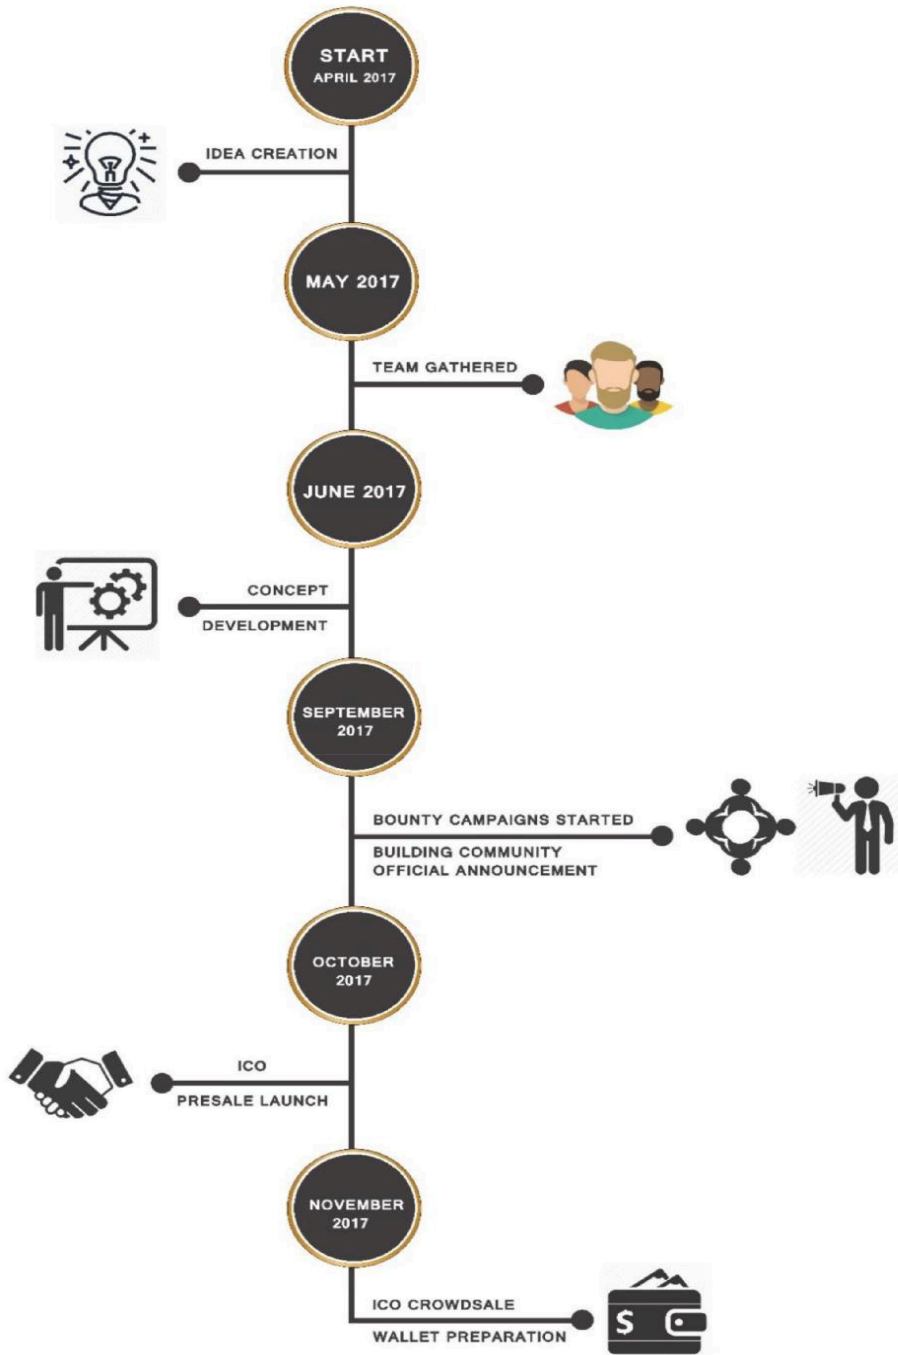 START
APRIL 2017
IDEA CREATION
MAY 2017
TEAM GATHERED
JUNE 2017
CONCEPT
DEVELOPMENT
SEPTEMBER
2017
BOUNTY CAMPAIGNS STARTED
BUILDING COMMUNITY
OFFICIAL ANNOUNCEMENT
OCTOBER
2017
ICO
PRESALE LAUNCH
NOVEMBER
2017
ICO CROWDSALE
WALLET PREPARATION
$